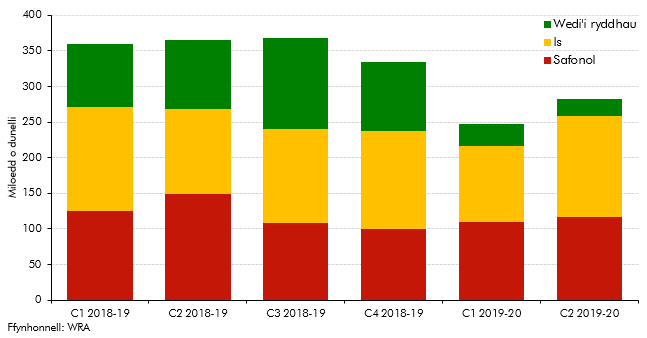 Wedi'i ryddhau
Is
Safonol
Miloedd o dunelli
400
350
300
250
200
150
100
50
0
C1 2018-19
C2 2018-19
C3 2018-19
C4 2018-19
C1 2019-20
C2 2019-20
Ffynhonnell: WRA